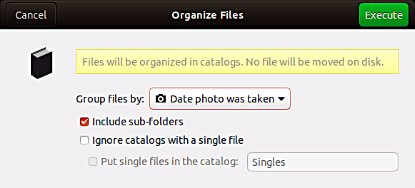 Cancel Organize Files Execute
Files will be organized in catalogs. No file will be moved on disk.
Group files by: Date photo was taken
Include sub-folders
Ignore catalogs with a single file
Put single files in the catalog: Singles